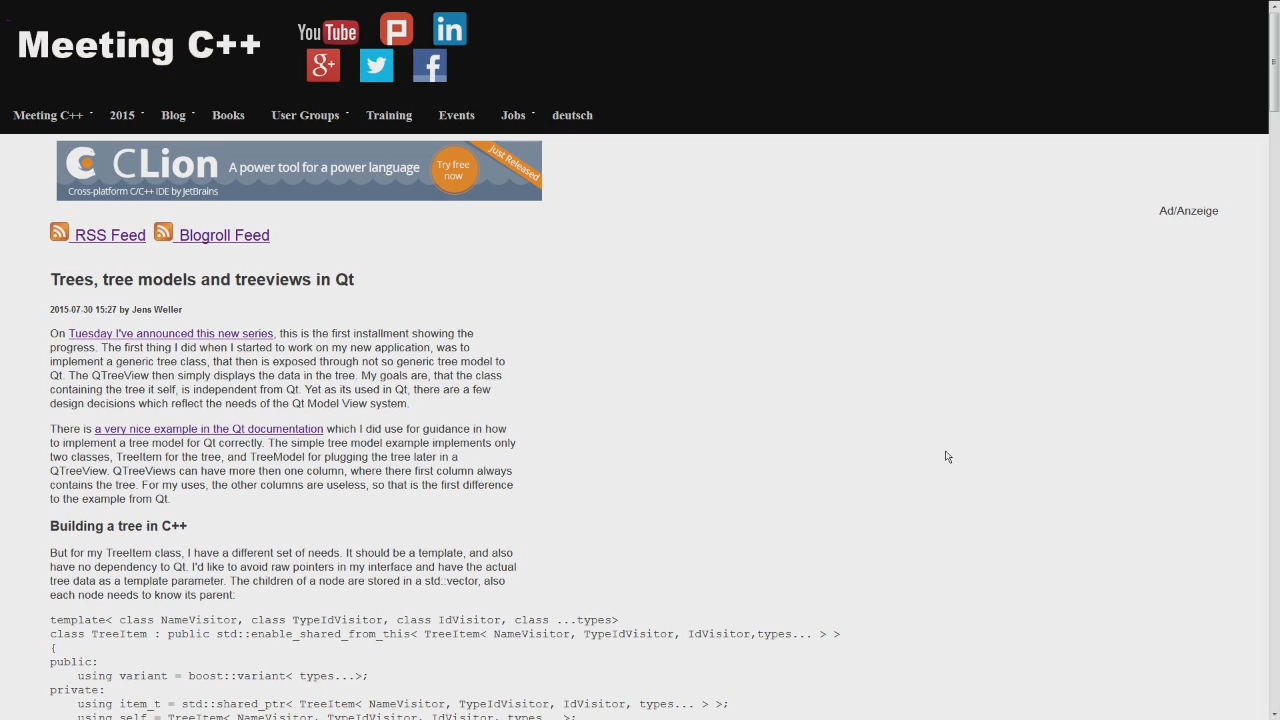 Meeting C++
You Tube
in
g+
f
Meeting C++ 2015 Blog Books User Groups Training Events Jobs deutsch
CLion
Cross-platform C/C++ IDE by JetBrains
A power tool for a power language
Try free
now
Just Released
Ad/Anzeige
RSS Feed Blogroll Feed
Trees, tree models and treeviews in Qt
2015-07-30 15:27 by Jens Weller
On Tuesday I've announced this new series, this is the first installment showing the
progress. The first thing I did when I started to work on my new application, was to
implement a generic tree class, that then is exposed through not so generic tree model to
Qt. The QTreeView then simply displays the data in the tree. My goals are, that the class
containing the tree it self, is independent from Qt. Yet as its used in Qt, there are a few
design decisions which reflect the needs of the Qt Model View system.
There is a very nice example in the Qt documentation which I did use for guidance in how
to implement a tree model for Qt correctly. The simple tree model example implements only
two classes, TreeItem for the tree, and TreeModel for plugging the tree later in a
QTreeView. QTreeViews can have more then one column, where there first column always
contains the tree. For my uses, the other columns are useless, so that is the first difference
to the example from Qt.
Building a tree in C++
But for my TreeItem class, I have a different set of needs. It should be a template, and also
have no dependency to Qt. I'd like to avoid raw pointers in my interface and have the actual
tree data as a template parameter. The children of a node are stored in a std::vector, also
each node needs to know its parent:
template< class NameVisitor, class TypeIdVisitor, class IdVisitor, class ...types>
class TreeItem : public std::enable_shared_from_this< TreeItem< NameVisitor, TypeIdVisitor, IdVisitor,types... > >
{
public:
using variant = boost::variant< types...>;
private:
using item_t = std::shared_ptr< TreeItem< NameVisitor, TypeIdVisitor, IdVisitor, types... > >;
using self = TreeItem< NameVisitor, TypeIdVisitor, IdVisitor, types... >;